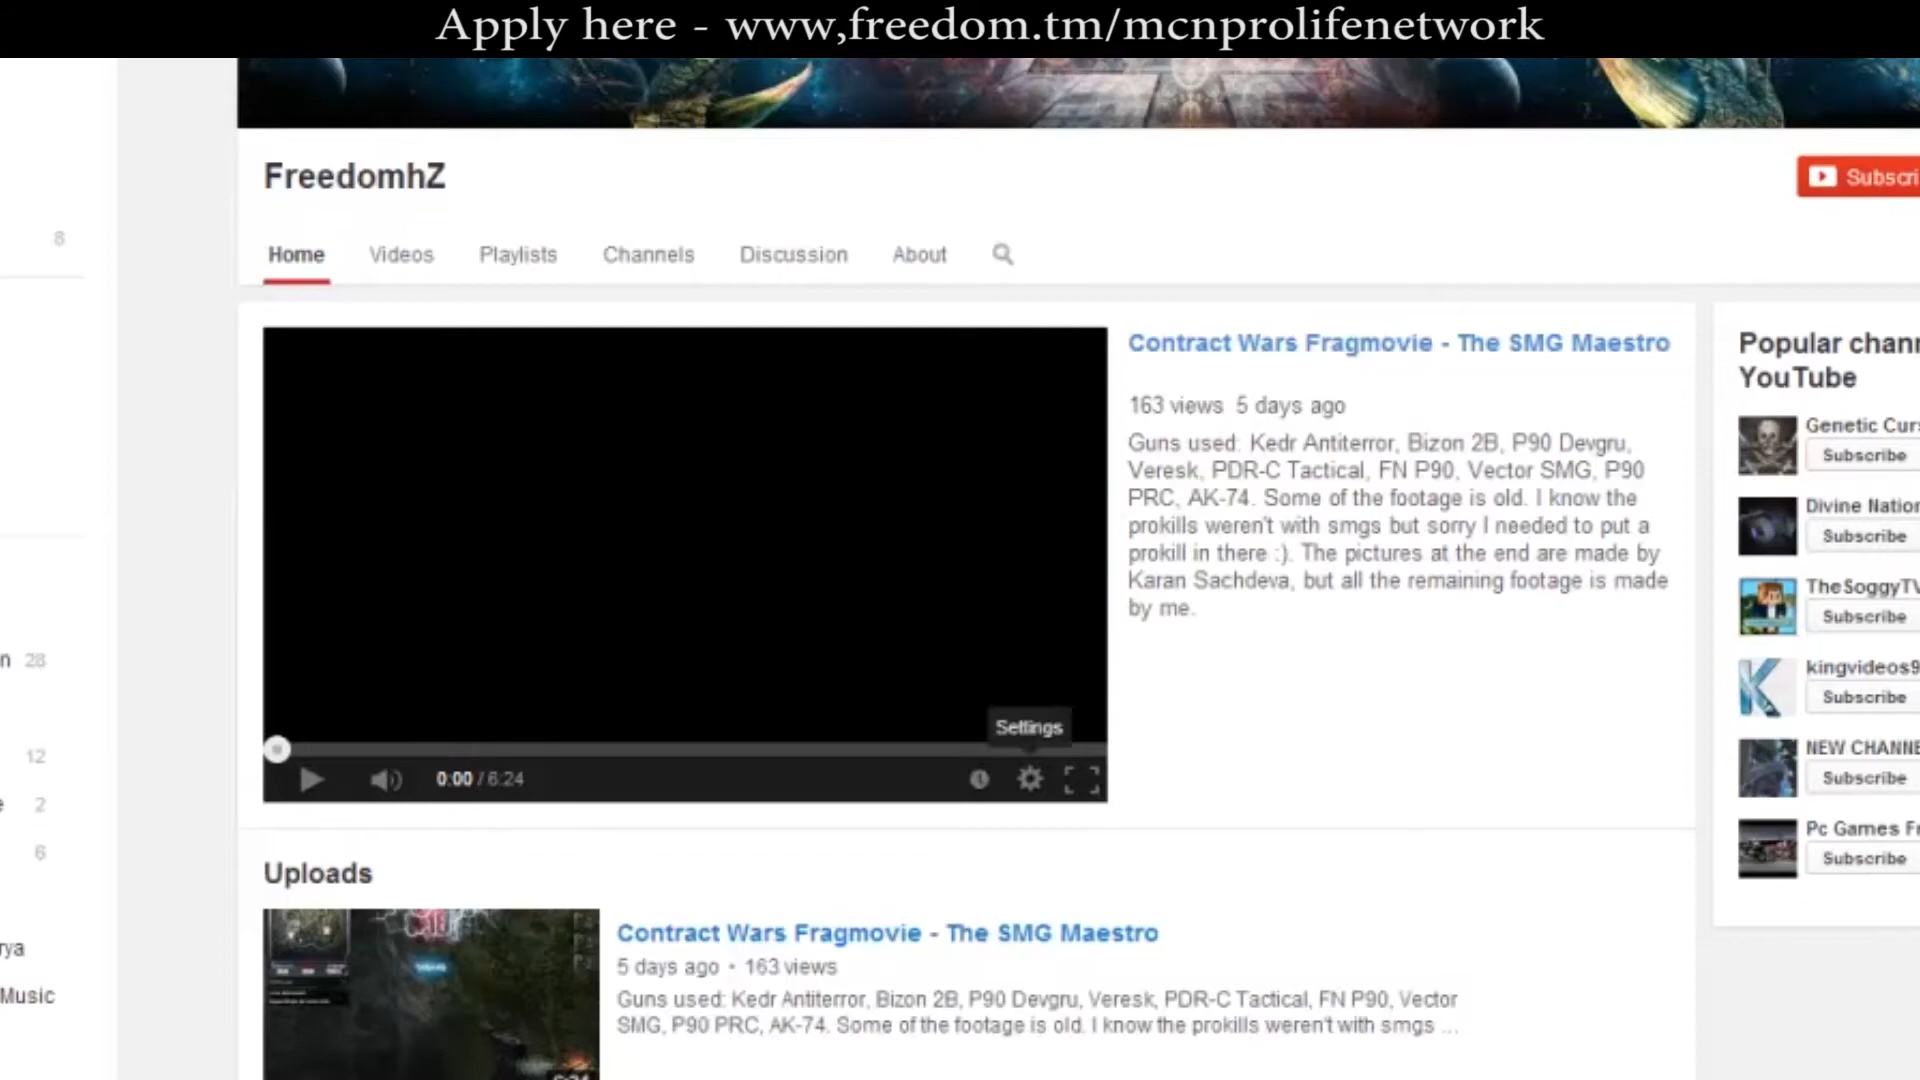 Apply here - www,freedom.tm/mcnprolifenetwork
FreedomhZ
Subscri
8
Home Videos Playlists Channels Discussion About
Contract Wars Fragmovie - The SMG Maestro
163 views 5 days ago
Guns used: Kedr Antiterror, Bizon 2B, P90 Devgru,
Veresk, PDR-C Tactical, FN P90, Vector SMG, P90
PRC, AK-74. Some of the footage is old. I know the
prokills weren't with smgs but sorry I needed to put a
prokill in there :). The pictures at the end are made by
Karan Sachdeva, but all the remaining footage is made
by me.
Settings
0:00 / 6:24
Popular chann
YouTube
Genetic Curs
Subscribe
Divine Nation
Subscribe
TheSoggyTV
Subscribe
kingvideos9
Subscribe
NEW CHANNE
Subscribe
Pc Games Fr
Subscribe
n 28
12
e 2
6
rya
Music
Uploads
Contract Wars Fragmovie - The SMG Maestro
5 days ago • 163 views
Guns used: Kedr Antiterror, Bizon 2B, P90 Devgru, Veresk, PDR-C Tactical, FN P90, Vector
SMG, P90 PRC, AK-74. Some of the footage is old. I know the prokills weren't with smgs ...